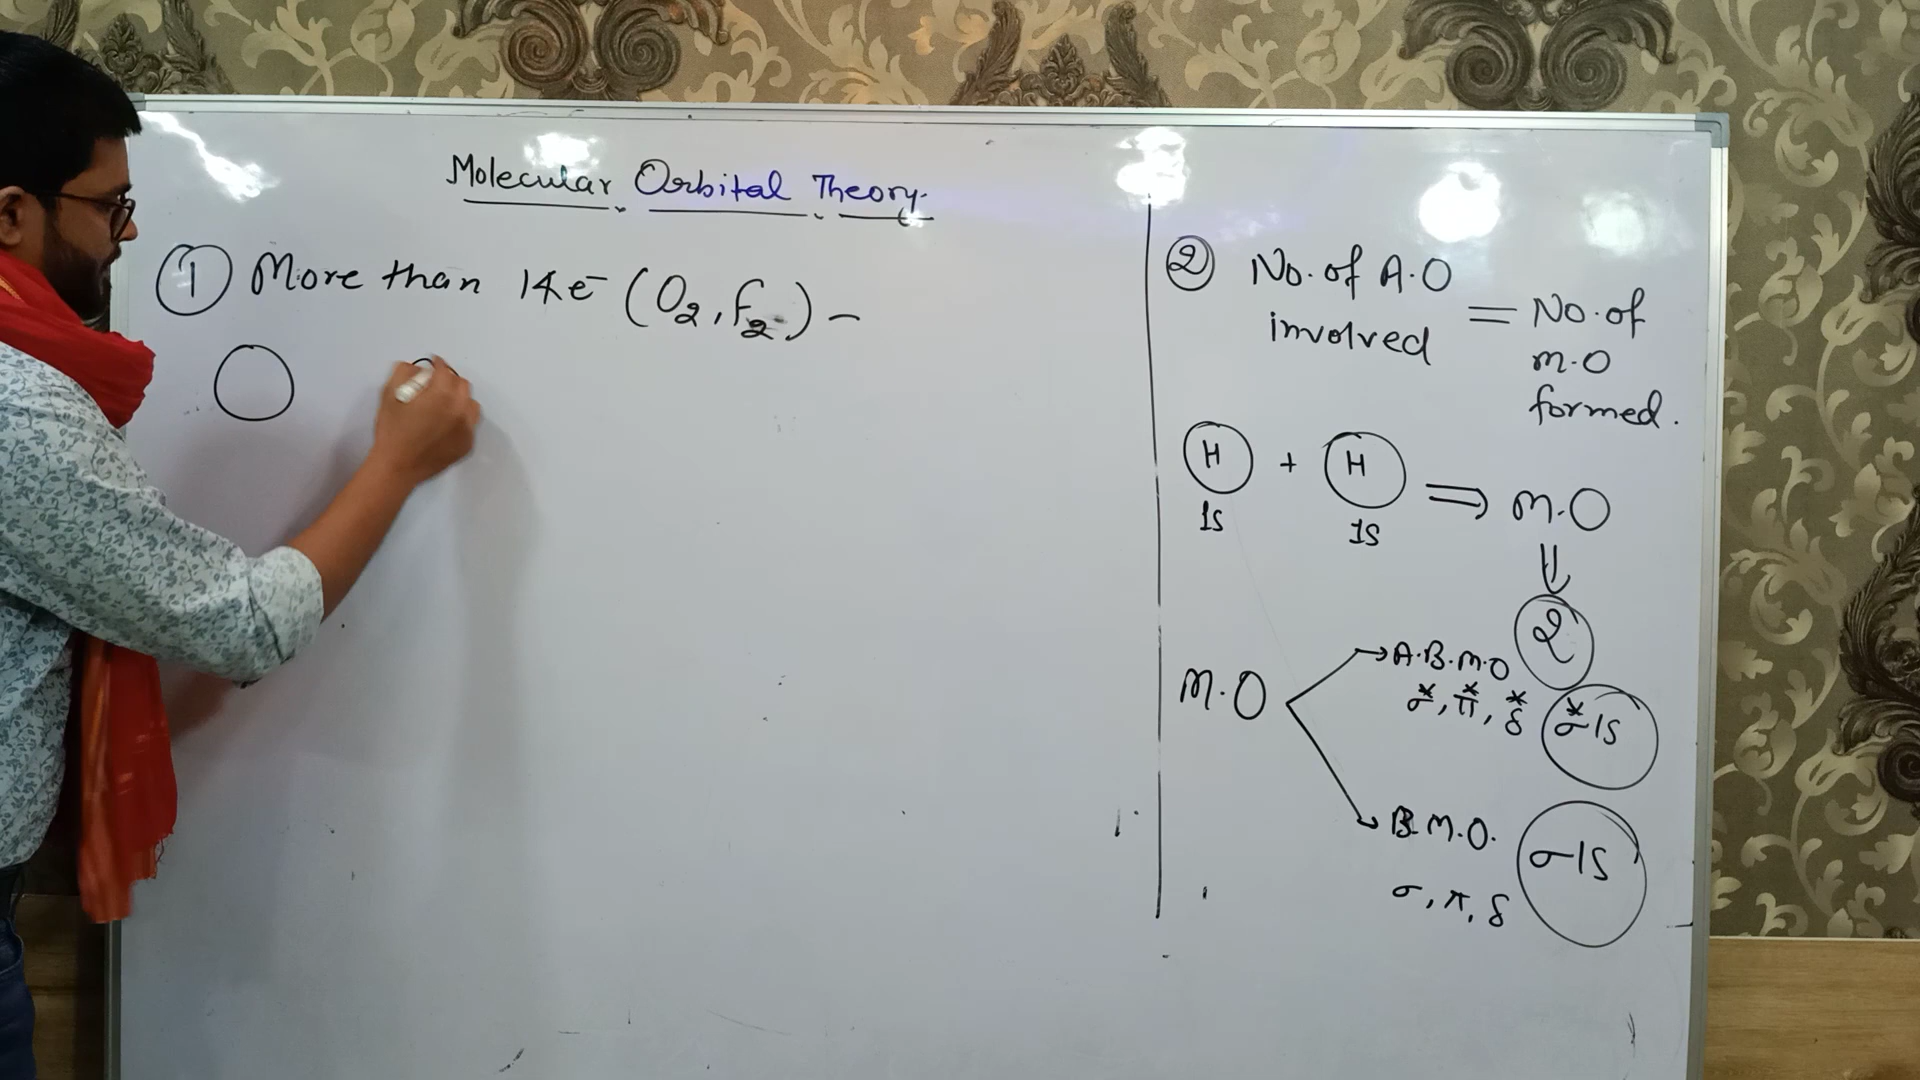 Molecular Orbital Theory.
① More than 14e⁻ (O₂, F₂) –
② No. of A.O
involved = No. of
M.O
formed.
H + H ⇒ M.O
1s 1s
⇓
2
M.O → A.B.M.O
σ*, π*, δ* σ*1s
→ B.M.O. σ1s
σ, π, δ